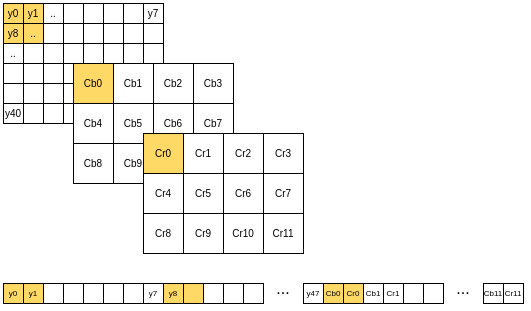 y0 y1 .. y7
y8 ..
..
y40
Cb0 Cb1 Cb2 Cb3
Cb4 Cb5 Cb6 Cb7
Cb8 Cb9
Cr0 Cr1 Cr2 Cr3
Cr4 Cr5 Cr6 Cr7
Cr8 Cr9 Cr10 Cr11
y0 y1 y7 y8 ... y47 Cb0 Cr0 Cb1 Cr1 ... Cb11 Cr11